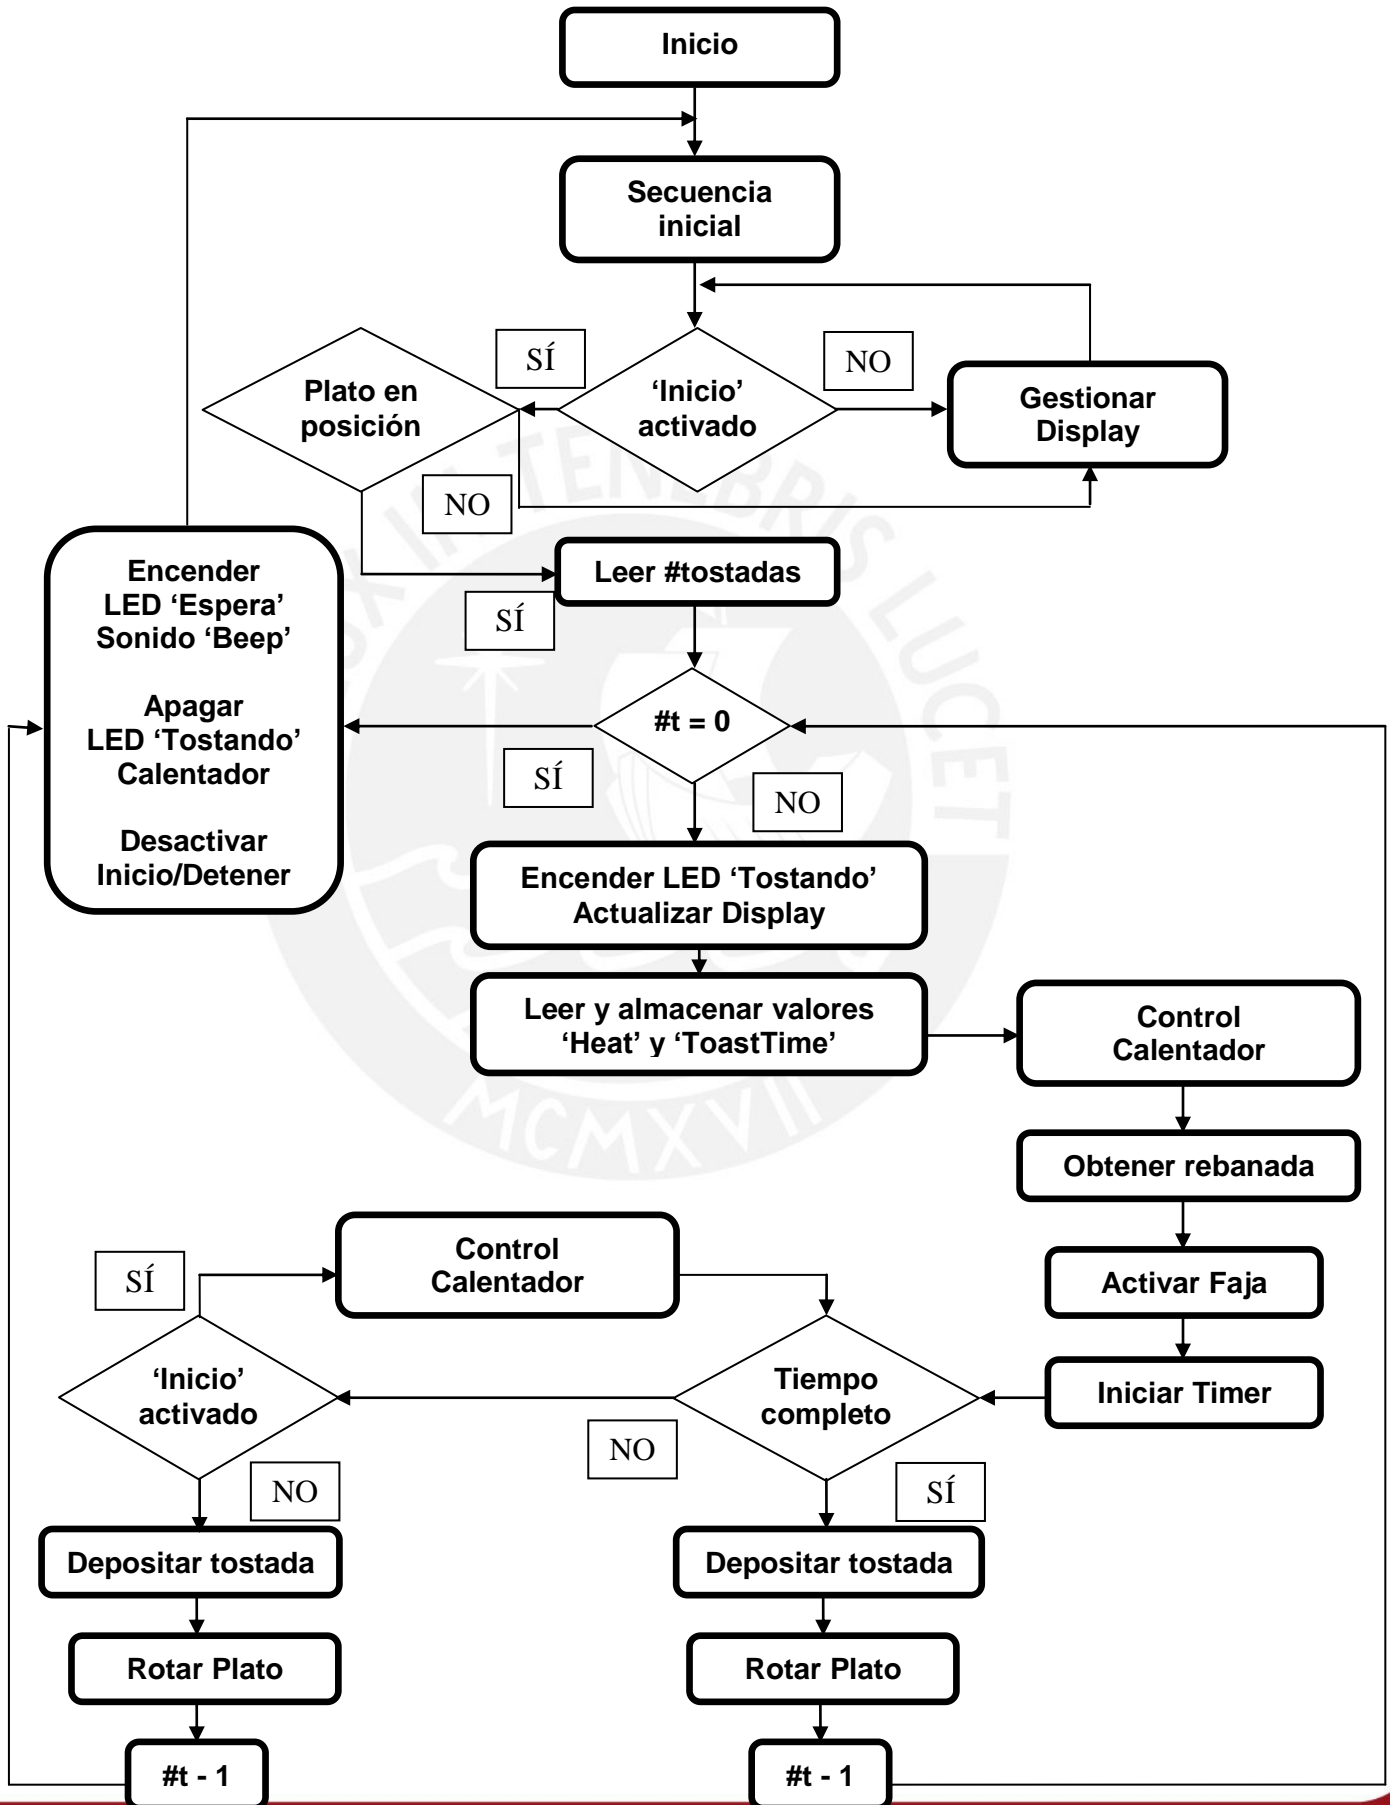 Inicio
Secuencia
inicial
SÍ
NO
Plato en
posición
‘Inicio’
activado
Gestionar
Display
NO
Encender
LED ‘Espera’
Sonido ‘Beep’
Apagar
LED ‘Tostando’
Calentador
Desactivar
Inicio/Detener
Leer #tostadas
SÍ
#t = 0
SÍ
NO
Encender LED ‘Tostando’
Actualizar Display
Leer y almacenar valores
‘Heat’ y ‘ToastTime’
Control
Calentador
Obtener rebanada
Activar Faja
Iniciar Timer
Control
Calentador
SÍ
‘Inicio’
activado
Tiempo
completo
NO
NO
SÍ
Depositar tostada
Depositar tostada
Rotar Plato
Rotar Plato
#t - 1
#t - 1
TENEBRIS
LUCET
MCMXVII